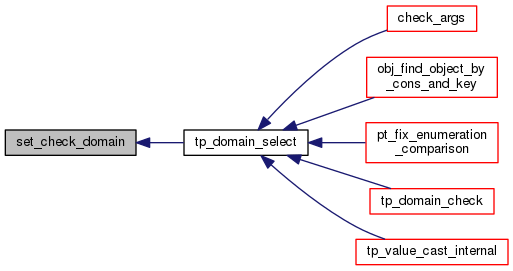 check_args
obj_find_object_by
_cons_and_key
set_check_domain
tp_domain_select
pt_fix_enumeration
_comparison
tp_domain_check
tp_value_cast_internal